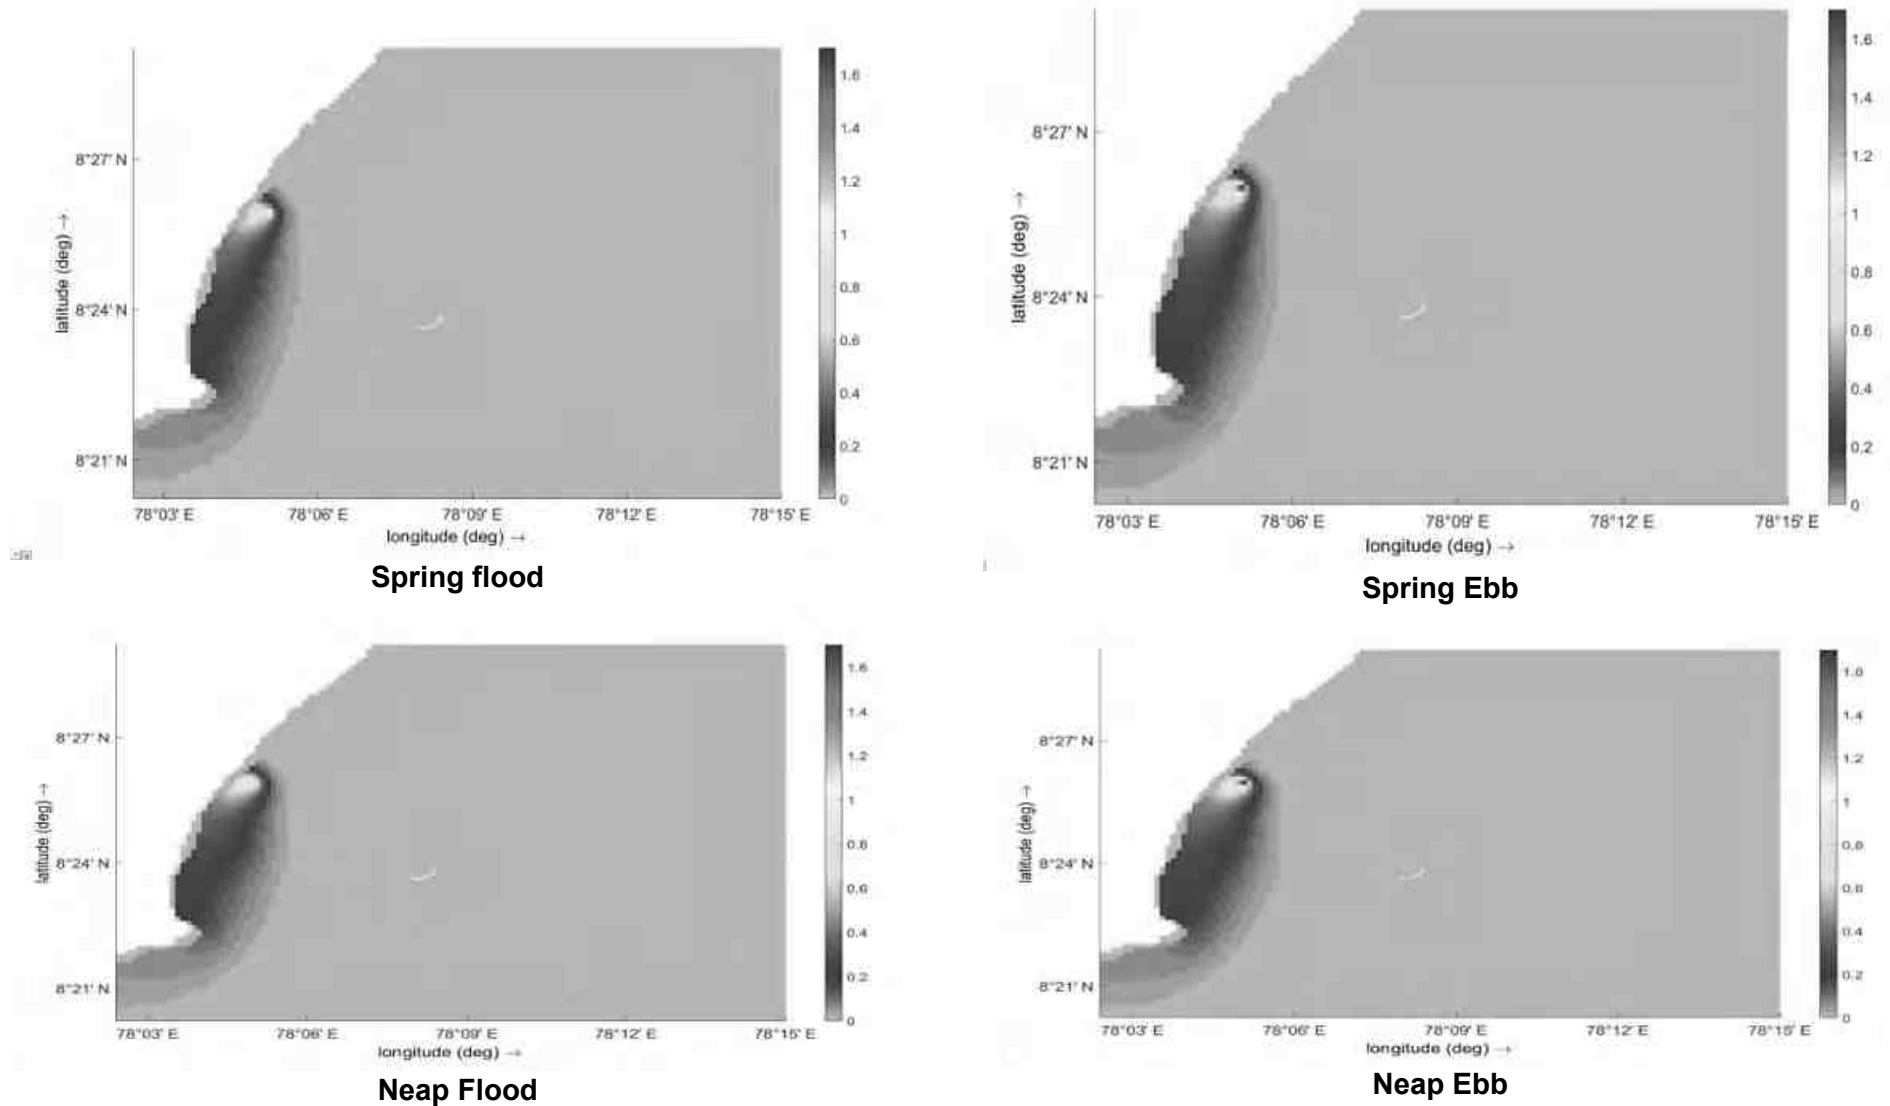 1.6
1.4
8°27' N
1.2
latitude (deg) →
1
0.8
8°24' N
0.6
0.4
0.2
8°21' N
0
78°03' E 78°06' E 78°09' E 78°12' E 78°15' E
longitude (deg) →
Spring flood
1.6
1.4
8°27' N
1.2
latitude (deg) →
1
0.8
8°24' N
0.6
0.4
8°21' N
0.2
0
78°03' E 78°06' E 78°09' E 78°12' E 78°15' E
longitude (deg) →
Spring Ebb
1.6
1.4
8°27' N
1.2
latitude (deg) →
1
0.8
8°24' N
0.6
0.4
0.2
8°21' N
0
78°03' E 78°06' E 78°09' E 78°12' E 78°15' E
longitude (deg) →
Neap Flood
1.6
1.4
8°27' N
1.2
latitude (deg) →
1
0.8
8°24' N
0.6
0.4
0.2
8°21' N
0
78°03' E 78°06' E 78°09' E 78°12' E 78°15' E
longitude (deg) →
Neap Ebb